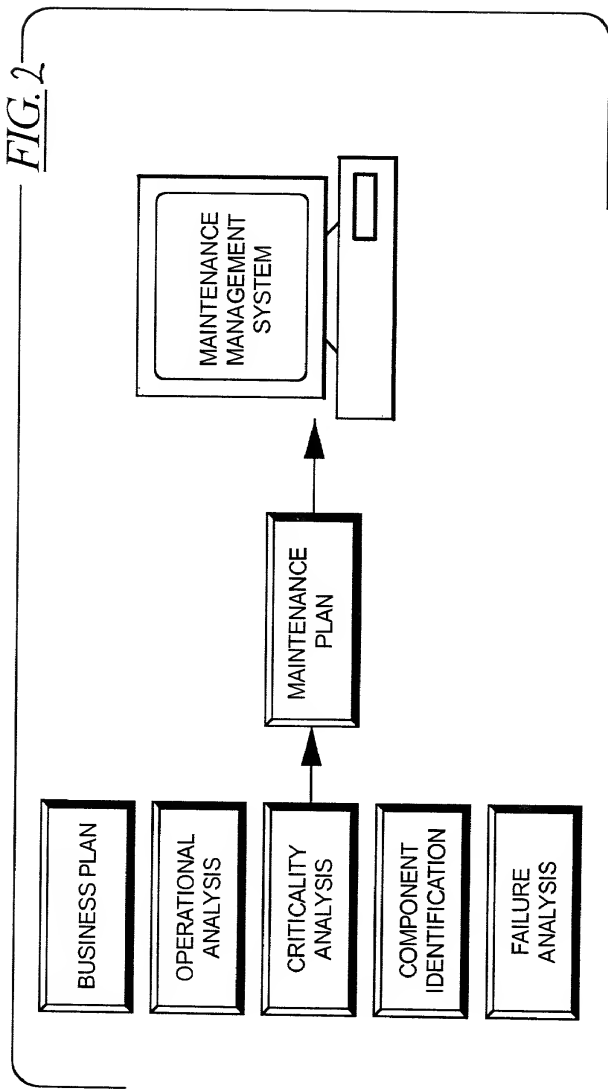 FIG. 2
BUSINESS PLAN
OPERATIONAL
ANALYSIS
CRITICALITY
ANALYSIS
COMPONENT
IDENTIFICATION
FAILURE
ANALYSIS
MAINTENANCE
PLAN
MAINTENANCE
MANAGEMENT
SYSTEM